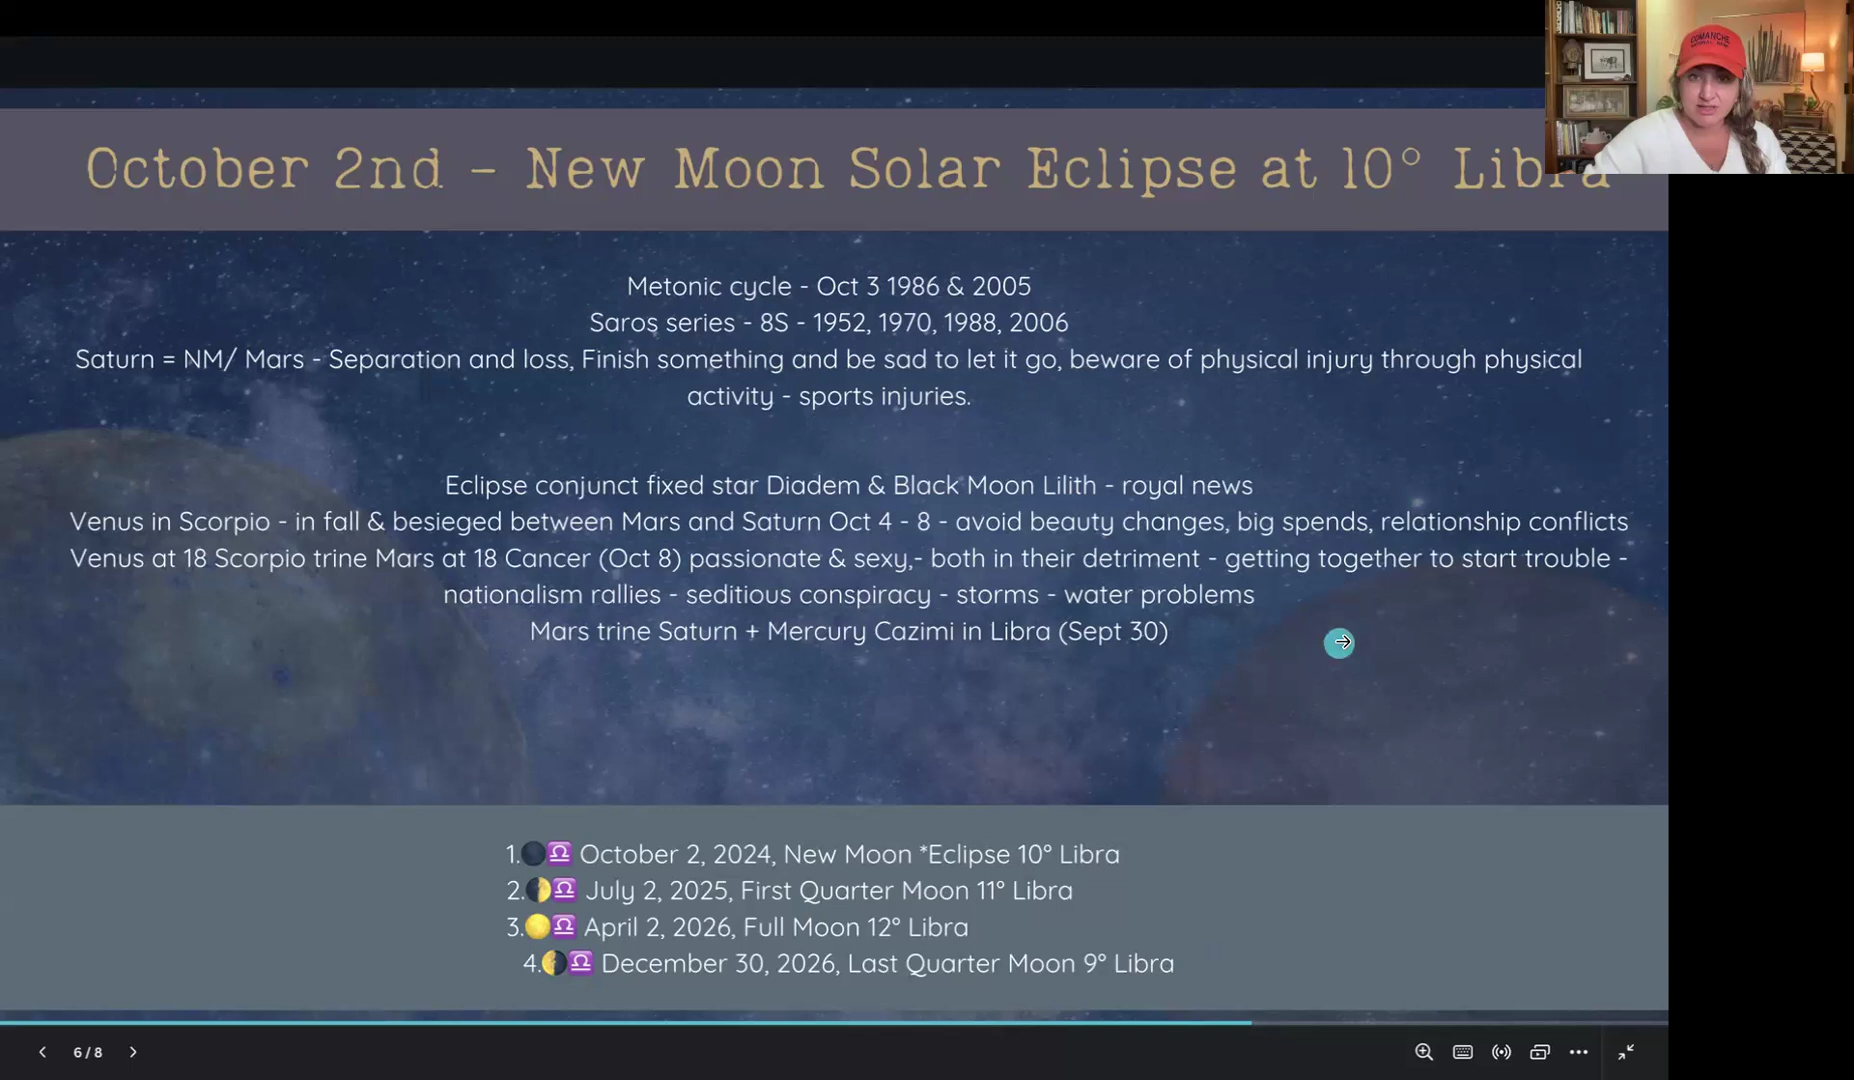 COMANCHE
October 2nd - New Moon Solar Eclipse at 10° Libra
Metonic cycle - Oct 3 1986 & 2005
Saros series - 8S - 1952, 1970, 1988, 2006
Saturn = NM/ Mars - Separation and loss, Finish something and be sad to let it go, beware of physical injury through physical
activity - sports injuries.
Eclipse conjunct fixed star Diadem & Black Moon Lilith - royal news
Venus in Scorpio - in fall & besieged between Mars and Saturn Oct 4 - 8 - avoid beauty changes, big spends, relationship conflicts
Venus at 18 Scorpio trine Mars at 18 Cancer (Oct 8) passionate & sexy,- both in their detriment - getting together to start trouble -
nationalism rallies - seditious conspiracy - storms - water problems
Mars trine Saturn + Mercury Cazimi in Libra (Sept 30)
1.🌑♎ October 2, 2024, New Moon *Eclipse 10° Libra
2.🌓♎ July 2, 2025, First Quarter Moon 11° Libra
3.🌕♎ April 2, 2026, Full Moon 12° Libra
4.🌗♎ December 30, 2026, Last Quarter Moon 9° Libra
6 / 8